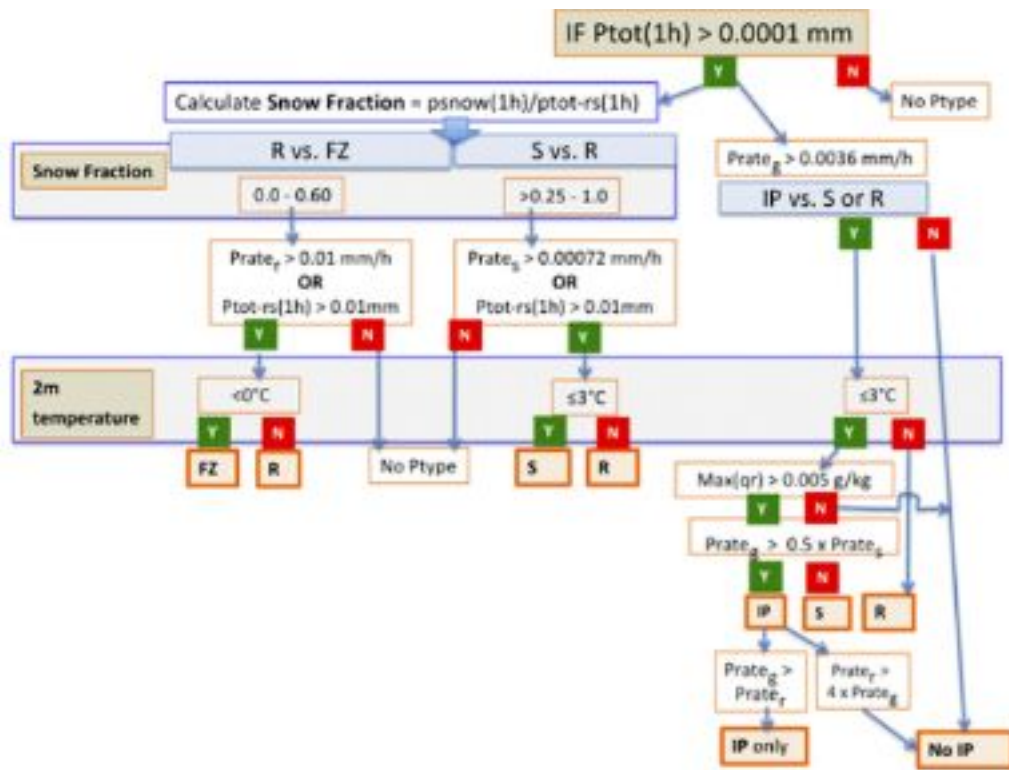 IF Ptot(1h) > 0.0001 mm
Y
N
No Ptype
Calculate Snow Fraction = psnow(1h)/ptot-rs(1h)
Prate_g > 0.0036 mm/h
IP vs. S or R
Y
N
R vs. FZ
S vs. R
Snow Fraction
0.0 - 0.60
>0.25 - 1.0
Prate_r > 0.01 mm/h
OR
Ptot-rs(1h) > 0.01mm
Y
N
Prate_s > 0.00072 mm/h
OR
Ptot-rs(1h) > 0.01mm
N
Y
2m
temperature
<0°C
Y
N
≤3°C
Y
N
≤3°C
Y
N
FZ
R
No Ptype
S
R
Max(qr) > 0.005 g/kg
Y
N
Prate_g > 0.5 x Prate_s
Y
N
IP
S
R
Prate_g >
Prate_r
Prate_r >
4 x Prate_g
IP only
No IP